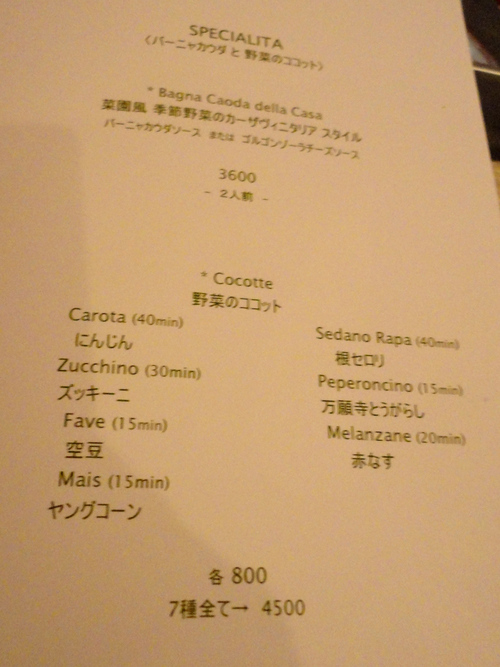 SPECIALITA
〈バーニャカウダ と 野菜のココット〉
* Bagna Caoda della Casa
菜園風 季節野菜のカーザヴィニタリア スタイル
バーニャカウダソース または ゴルゴンゾーラチーズソース
3600
- 2人前 -
* Cocotte
野菜のココット
Carota (40min)
にんじん
Zucchino (30min)
ズッキーニ
Fave (15min)
空豆
Mais (15min)
ヤングコーン
Sedano Rapa (40min)
根セロリ
Peperoncino (15min)
万願寺とうがらし
Melanzane (20min)
赤なす
各 800
7種全て→ 4500